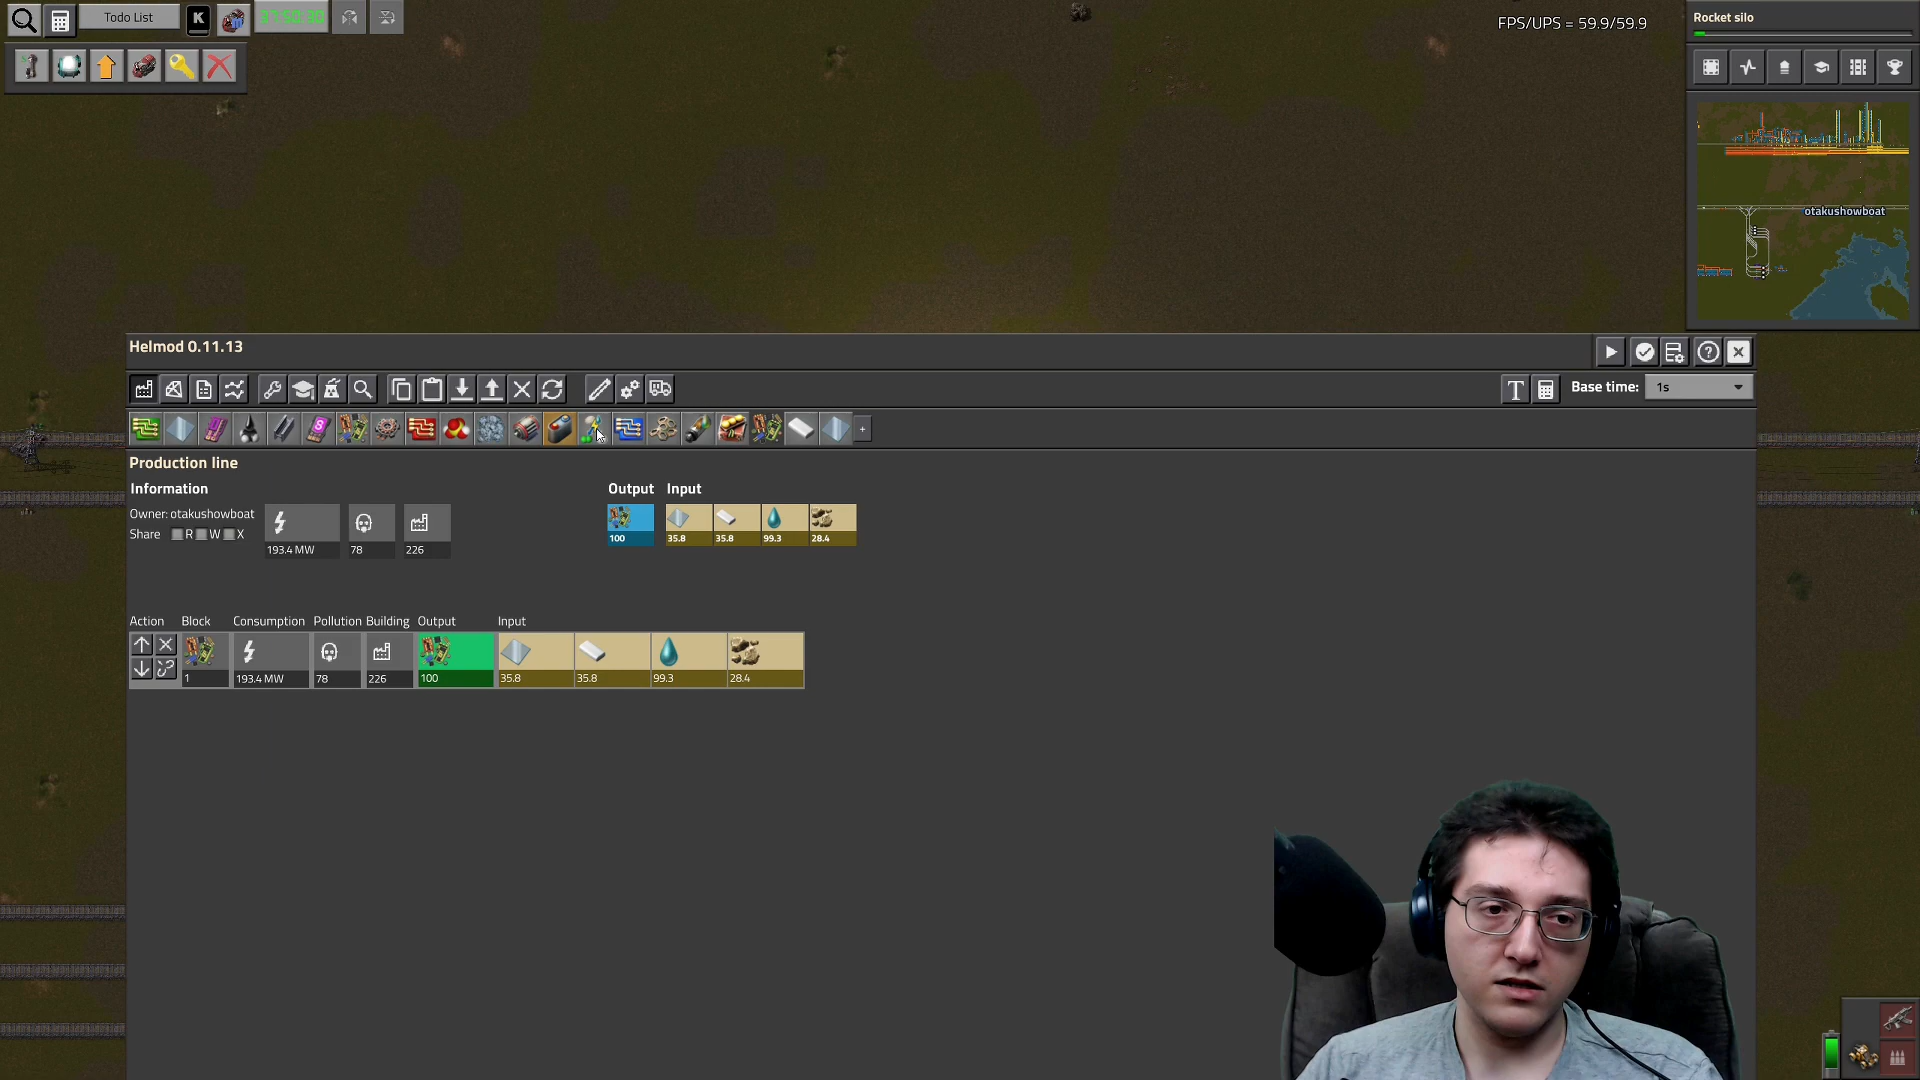 Todo List
K
FPS/UPS = 59.9/59.9
Rocket silo
otakushowboat
Helmod 0.11.13
T
Base time:
1s
S
+
Production line
Information
Output
Input
Owner: otakushowboat
Share
R
W
X
193.4 MW
78
226
100
35.8
35.8
99.3
28.4
Action
Block
Consumption
Pollution
Building
Output
Input
1
193.4 MW
78
226
100
35.8
35.8
99.3
28.4